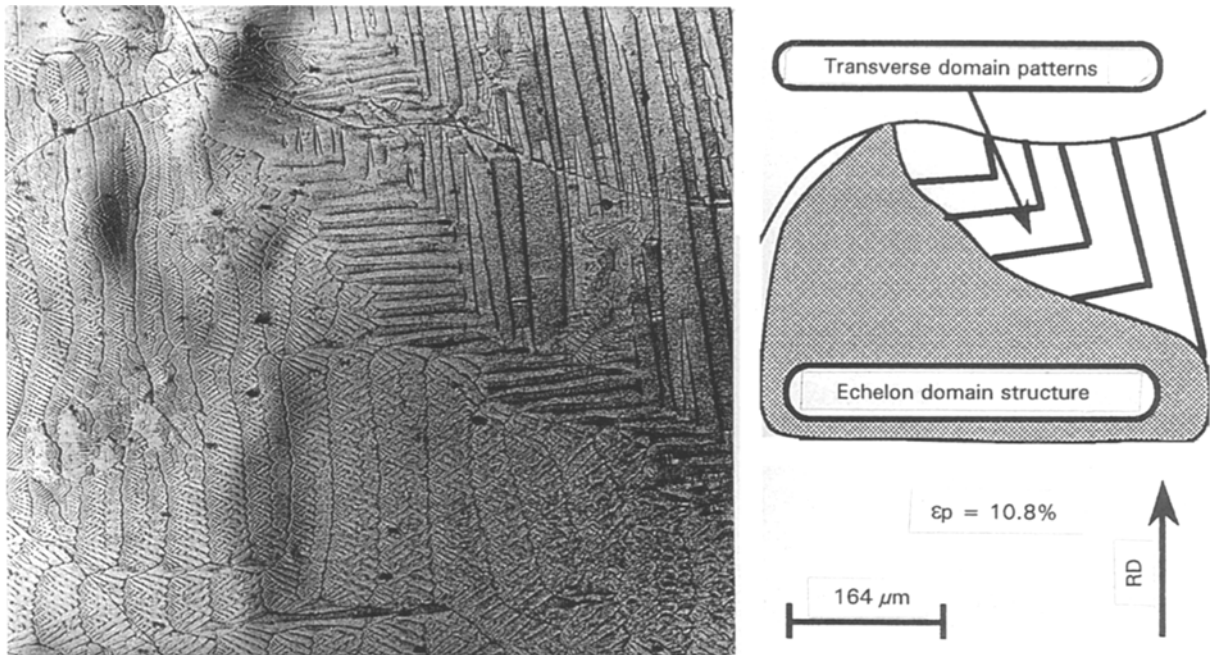 Transverse domain patterns
Echelon domain structure
εp = 10.8%
RD
164 μm